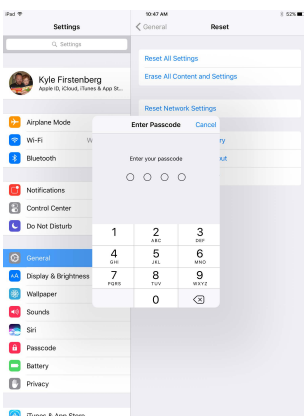 iPad
10:47 AM
52%
Settings
General
Reset
Settings
Kyle Firstenberg
Apple ID, iCloud, iTunes & App St...
Airplane Mode
Wi-Fi
Bluetooth
Notifications
Control Center
Do Not Disturb
General
Display & Brightness
Wallpaper
Sounds
Siri
Passcode
Battery
Privacy
iTunes & App Store
Reset All Settings
Erase All Content and Settings
Reset Network Settings
Enter Passcode
Cancel
Enter your passcode
1
2
ABC
3
DEF
4
GHI
5
JKL
6
MNO
7
PQRS
8
TUV
9
WXYZ
0